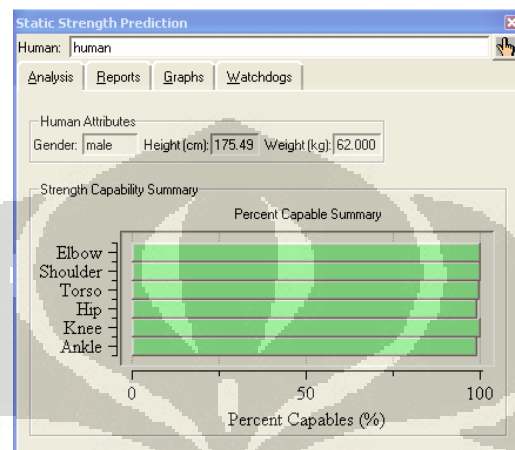 Static Strength Prediction
Human: human
Analysis Reports Graphs Watchdogs
Human Attributes
Gender: male Height (cm): 175.49 Weight (kg): 62.000
Strength Capability Summary
Percent Capable Summary
Elbow
Shoulder
Torso
Hip
Knee
Ankle
0 50 100
Percent Capables (%)